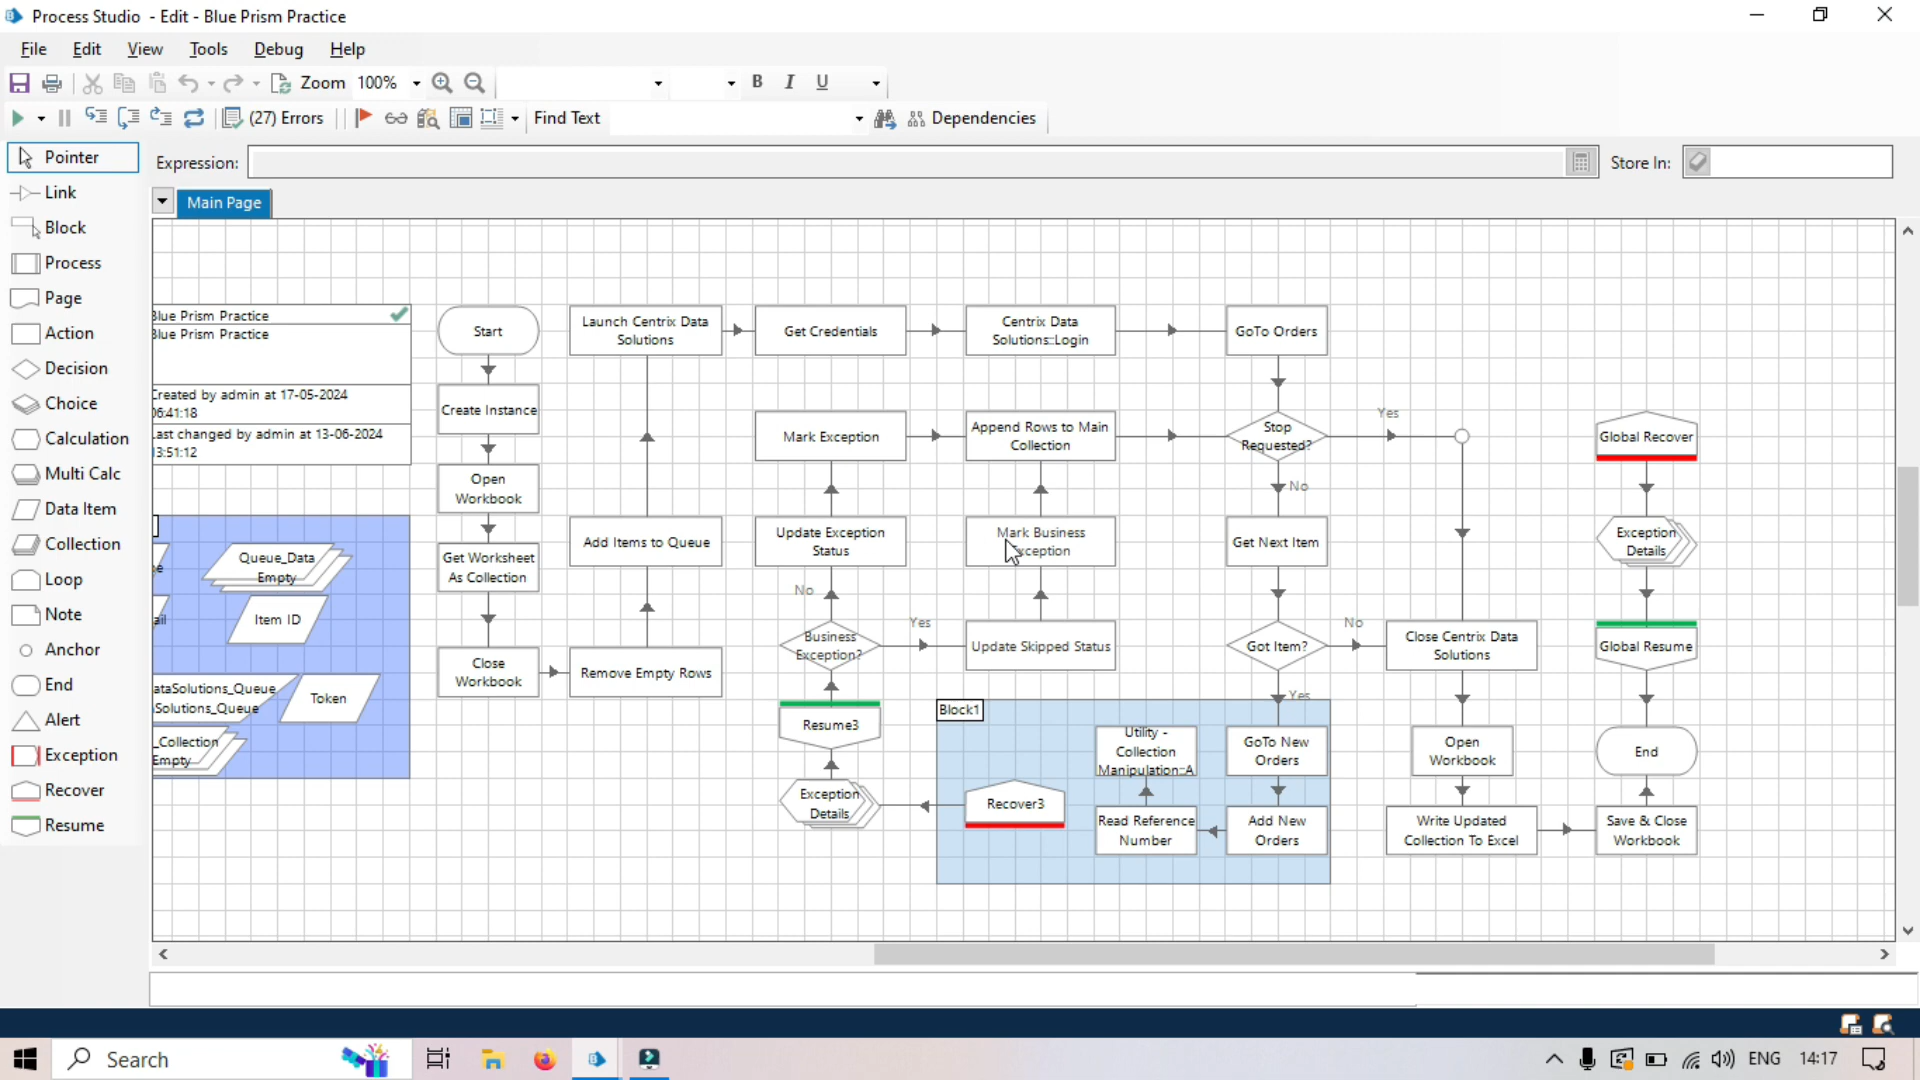 Process Studio - Edit - Blue Prism Practice
File Edit View Tools Debug Help
Zoom 100% B I U
(27) Errors Find Text Dependencies
Pointer
Link
Block
Process
Page
Action
Decision
Choice
Calculation
Multi Calc
Data Item
Collection
Loop
Note
Anchor
End
Alert
Exception
Recover
Resume
Expression:
Store In:
Main Page
Blue Prism Practice
Blue Prism Practice
Created by admin at 17-05-2024
06:41:18
Last changed by admin at 13-06-2024
13:51:12
Queue_Data
Empty
Item ID
ataSolutions_Queue
Solutions_Queue
Token
_Collection
Empty
Start
Create Instance
Open
Workbook
Get Worksheet
As Collection
Close
Workbook
Launch Centrix Data
Solutions
Add Items to Queue
Remove Empty Rows
Get Credentials
Mark Exception
Update Exception
Status
No
Business
Exception?
Yes
Resume3
Exception
Details
Centrix Data
Solutions::Login
Append Rows to Main
Collection
Mark Business
Exception
Update Skipped Status
Block1
Recover3
Utility -
Collection
Manipulation::A
Read Reference
Number
GoTo Orders
Stop
Requested?
Yes
No
Get Next Item
Got Item?
No
Yes
GoTo New
Orders
Add New
Orders
Close Centrix Data
Solutions
Open
Workbook
Write Updated
Collection To Excel
Global Recover
Exception
Details
Global Resume
End
Save & Close
Workbook
Search
ENG 14:17